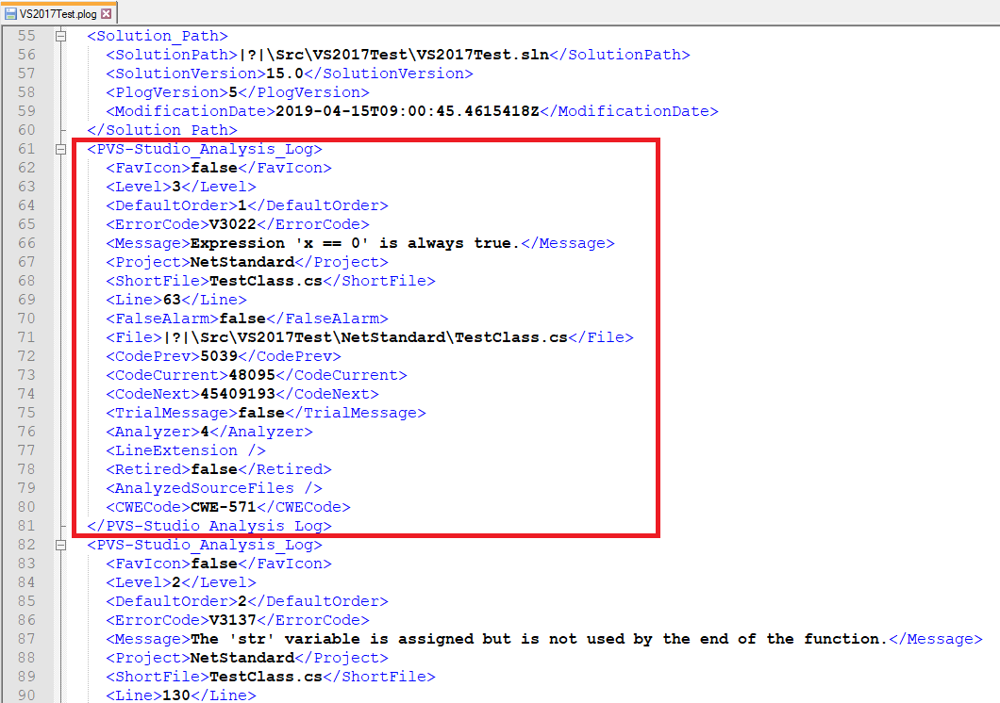 VS2017Test.plog
55 <Solution_Path>
56 <SolutionPath>|?|\Src\VS2017Test\VS2017Test.sln</SolutionPath>
57 <SolutionVersion>15.0</SolutionVersion>
58 <PlogVersion>5</PlogVersion>
59 <ModificationDate>2019-04-15T09:00:45.4615418Z</ModificationDate>
60 </Solution_Path>
61 <PVS-Studio_Analysis_Log>
62 <FavIcon>false</FavIcon>
63 <Level>3</Level>
64 <DefaultOrder>1</DefaultOrder>
65 <ErrorCode>V3022</ErrorCode>
66 <Message>Expression 'x == 0' is always true.</Message>
67 <Project>NetStandard</Project>
68 <ShortFile>TestClass.cs</ShortFile>
69 <Line>63</Line>
70 <FalseAlarm>false</FalseAlarm>
71 <File>|?|\Src\VS2017Test\NetStandard\TestClass.cs</File>
72 <CodePrev>5039</CodePrev>
73 <CodeCurrent>48095</CodeCurrent>
74 <CodeNext>45409193</CodeNext>
75 <TrialMessage>false</TrialMessage>
76 <Analyzer>4</Analyzer>
77 <LineExtension />
78 <Retired>false</Retired>
79 <AnalyzedSourceFiles />
80 <CWECode>CWE-571</CWECode>
81 </PVS-Studio_Analysis_Log>
82 <PVS-Studio_Analysis_Log>
83 <FavIcon>false</FavIcon>
84 <Level>2</Level>
85 <DefaultOrder>2</DefaultOrder>
86 <ErrorCode>V3137</ErrorCode>
87 <Message>The 'str' variable is assigned but is not used by the end of the function.</Message>
88 <Project>NetStandard</Project>
89 <ShortFile>TestClass.cs</ShortFile>
90 <Line>130</Line>